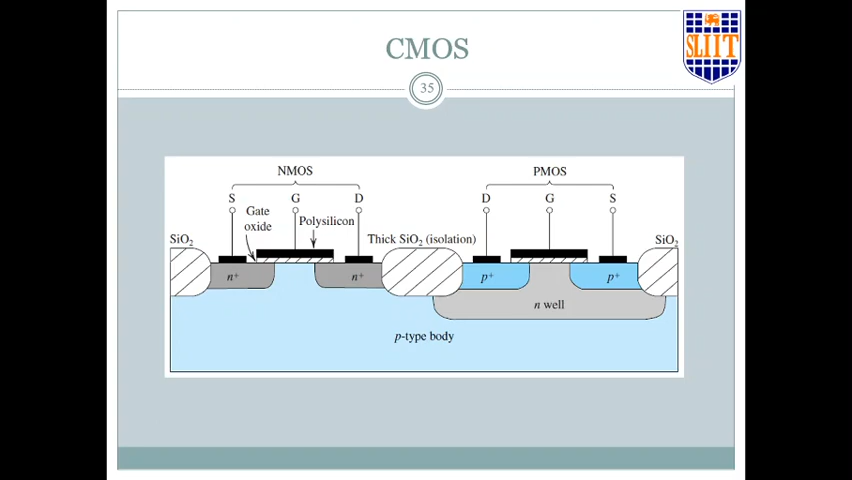 CMOS
SLIIT
35
NMOS
PMOS
S
G
D
D
G
S
Gate
oxide
Polysilicon
SiO2
Thick SiO2 (isolation)
SiO2
n+
n+
p+
p+
n well
p-type body